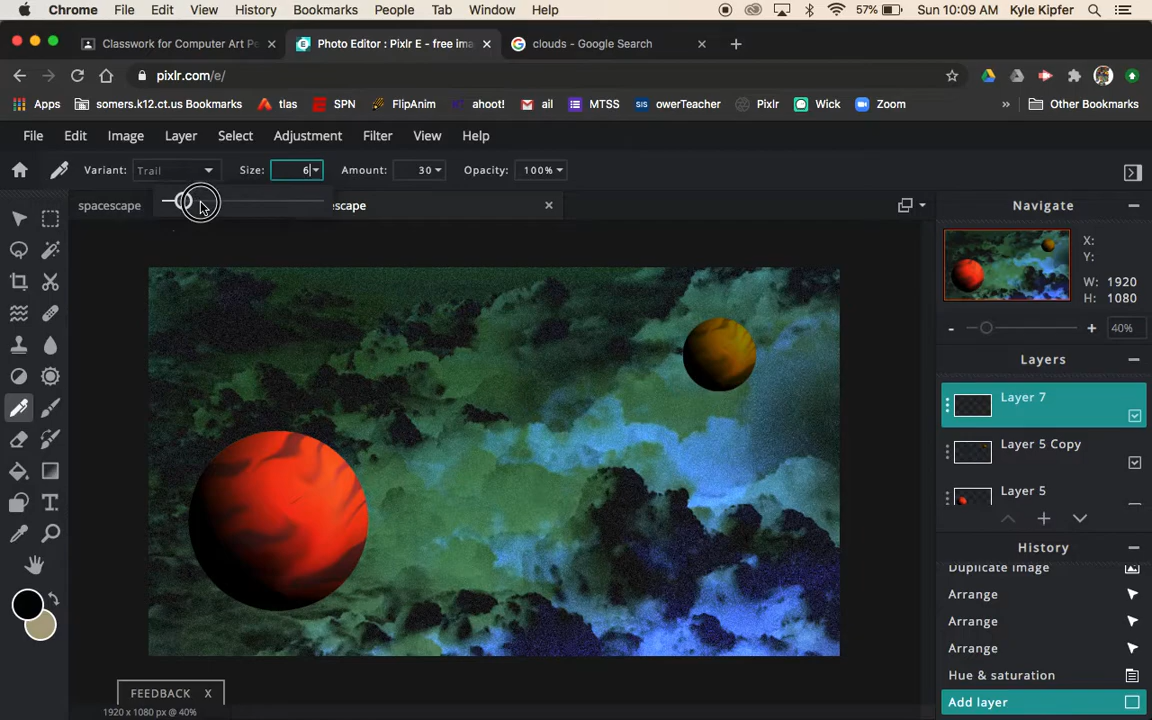 Chrome File Edit View History Bookmarks People Tab Window Help 57% Sun 10:09 AM Kyle Kipfer
Classwork for Computer Art Pe × Photo Editor : Pixlr E - free ima × clouds - Google Search × +
pixlr.com/e/
Apps somers.k12.ct.us Bookmarks tlas SPN FlipAnim ahoot! ail MTSS owerTeacher Pixlr Wick Zoom » Other Bookmarks
File Edit Image Layer Select Adjustment Filter View Help
Variant: Trail Size: 6 Amount: 30 Opacity: 100%
spacescape escape × Navigate
X:
Y:
W: 1920
H: 1080
- + 40%
Layers
Layer 7
Layer 5 Copy
Layer 5
History
Duplicate image
Arrange
Arrange
Arrange
Hue & saturation
Add layer
FEEDBACK X
1920 x 1080 px @ 40%